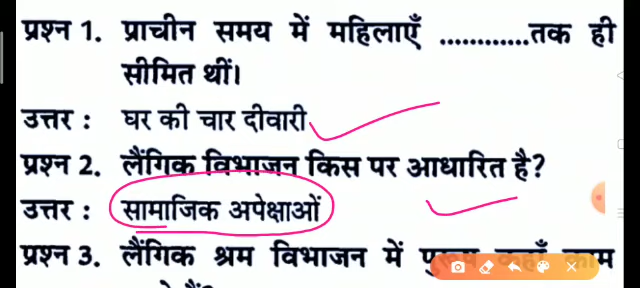 प्रश्न 1. प्राचीन समय में महिलाएँ ............तक ही
सीमित थीं।
उत्तर : घर की चार दीवारी
प्रश्न 2. लैंगिक विभाजन किस पर आधारित है?
उत्तर : सामाजिक अपेक्षाओं
प्रश्न 3. लैंगिक श्रम विभाजन में पुरुष कहाँ काम